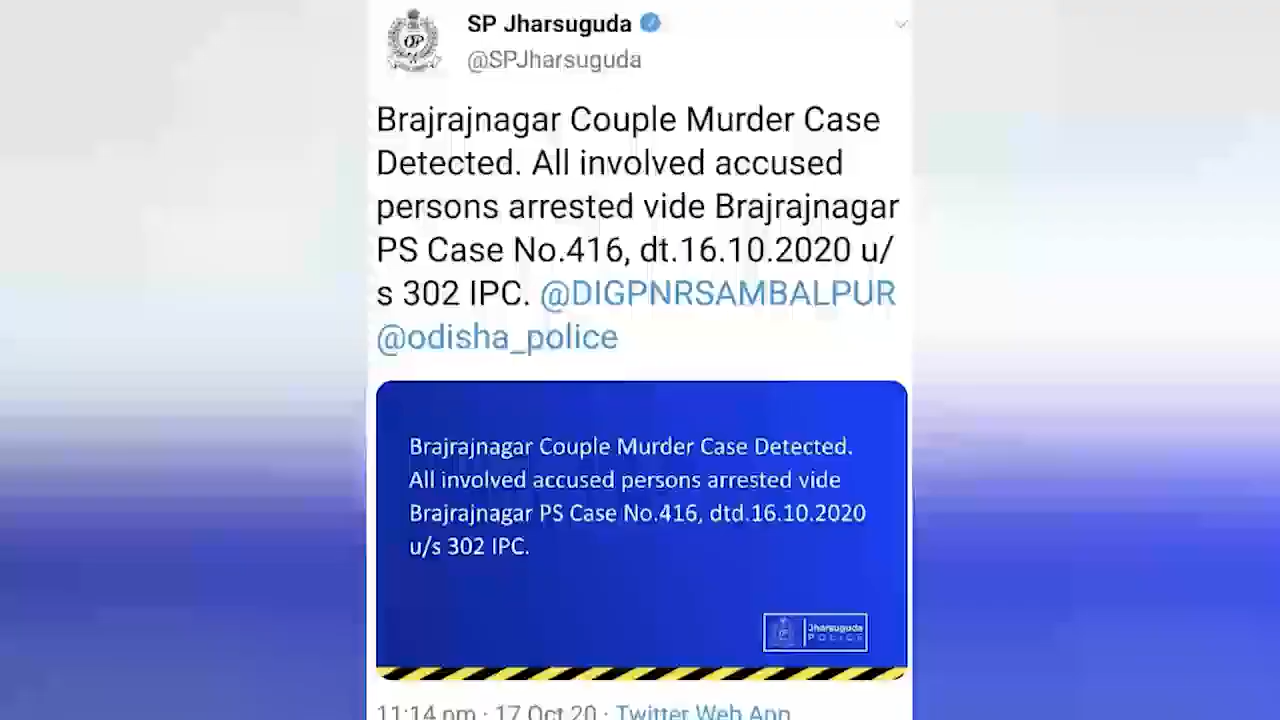 SP Jharsuguda
@SPJharsuguda
Brajrajnagar Couple Murder Case
Detected. All involved accused
persons arrested vide Brajrajnagar
PS Case No.416, dt.16.10.2020 u/
s 302 IPC. @DIGPNRSAMBALPUR
@odisha_police
Brajrajnagar Couple Murder Case Detected.
All involved accused persons arrested vide
Brajrajnagar PS Case No.416, dtd.16.10.2020
u/s 302 IPC.
Jharsuguda
POLICE
11:14 pm · 17 Oct 20 · Twitter Web App